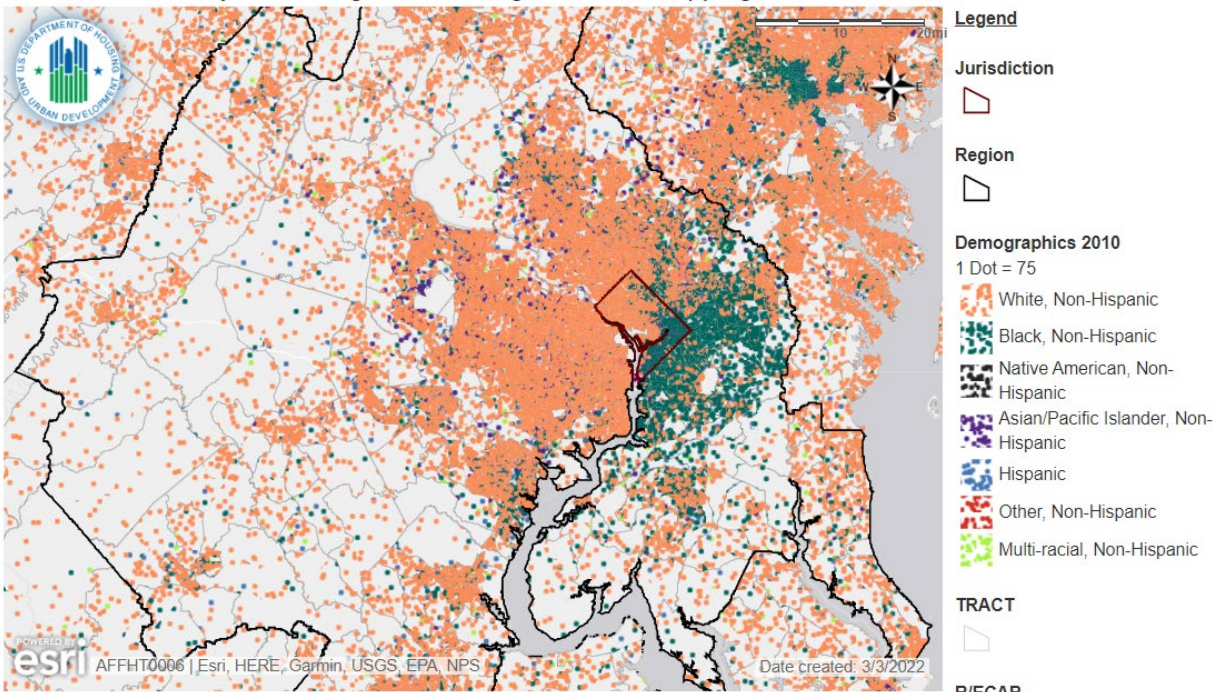 0 10 20mi
U.S DEPARTMENT OF HOUSING
AND URBAN DEVELOPMENT
N
W E
S
POWERED BY
esri
AFFHT0006 | Esri, HERE, Garmin, USGS, EPA, NPS
Date created: 3/3/2022
Legend
Jurisdiction
Region
Demographics 2010
1 Dot = 75
White, Non-Hispanic
Black, Non-Hispanic
Native American, Non-
Hispanic
Asian/Pacific Islander, Non-
Hispanic
Hispanic
Other, Non-Hispanic
Multi-racial, Non-Hispanic
TRACT
R/ECAP